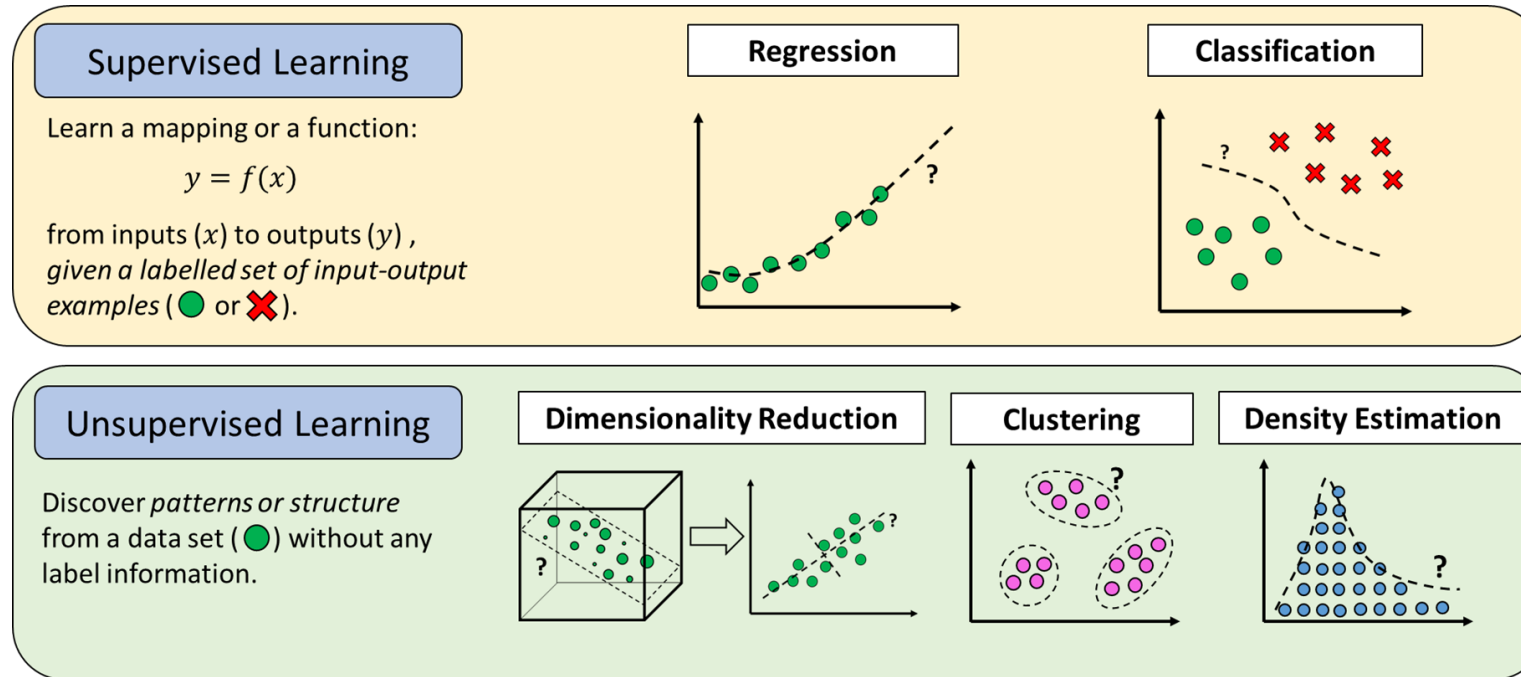 Supervised Learning
Learn a mapping or a function:
y = f(x)
from inputs (x) to outputs (y) ,
given a labelled set of input-output
examples ( or ).
Regression
?
Classification
?
Unsupervised Learning
Discover patterns or structure
from a data set ( ) without any
label information.
Dimensionality Reduction
?
?
Clustering
?
Density Estimation
?